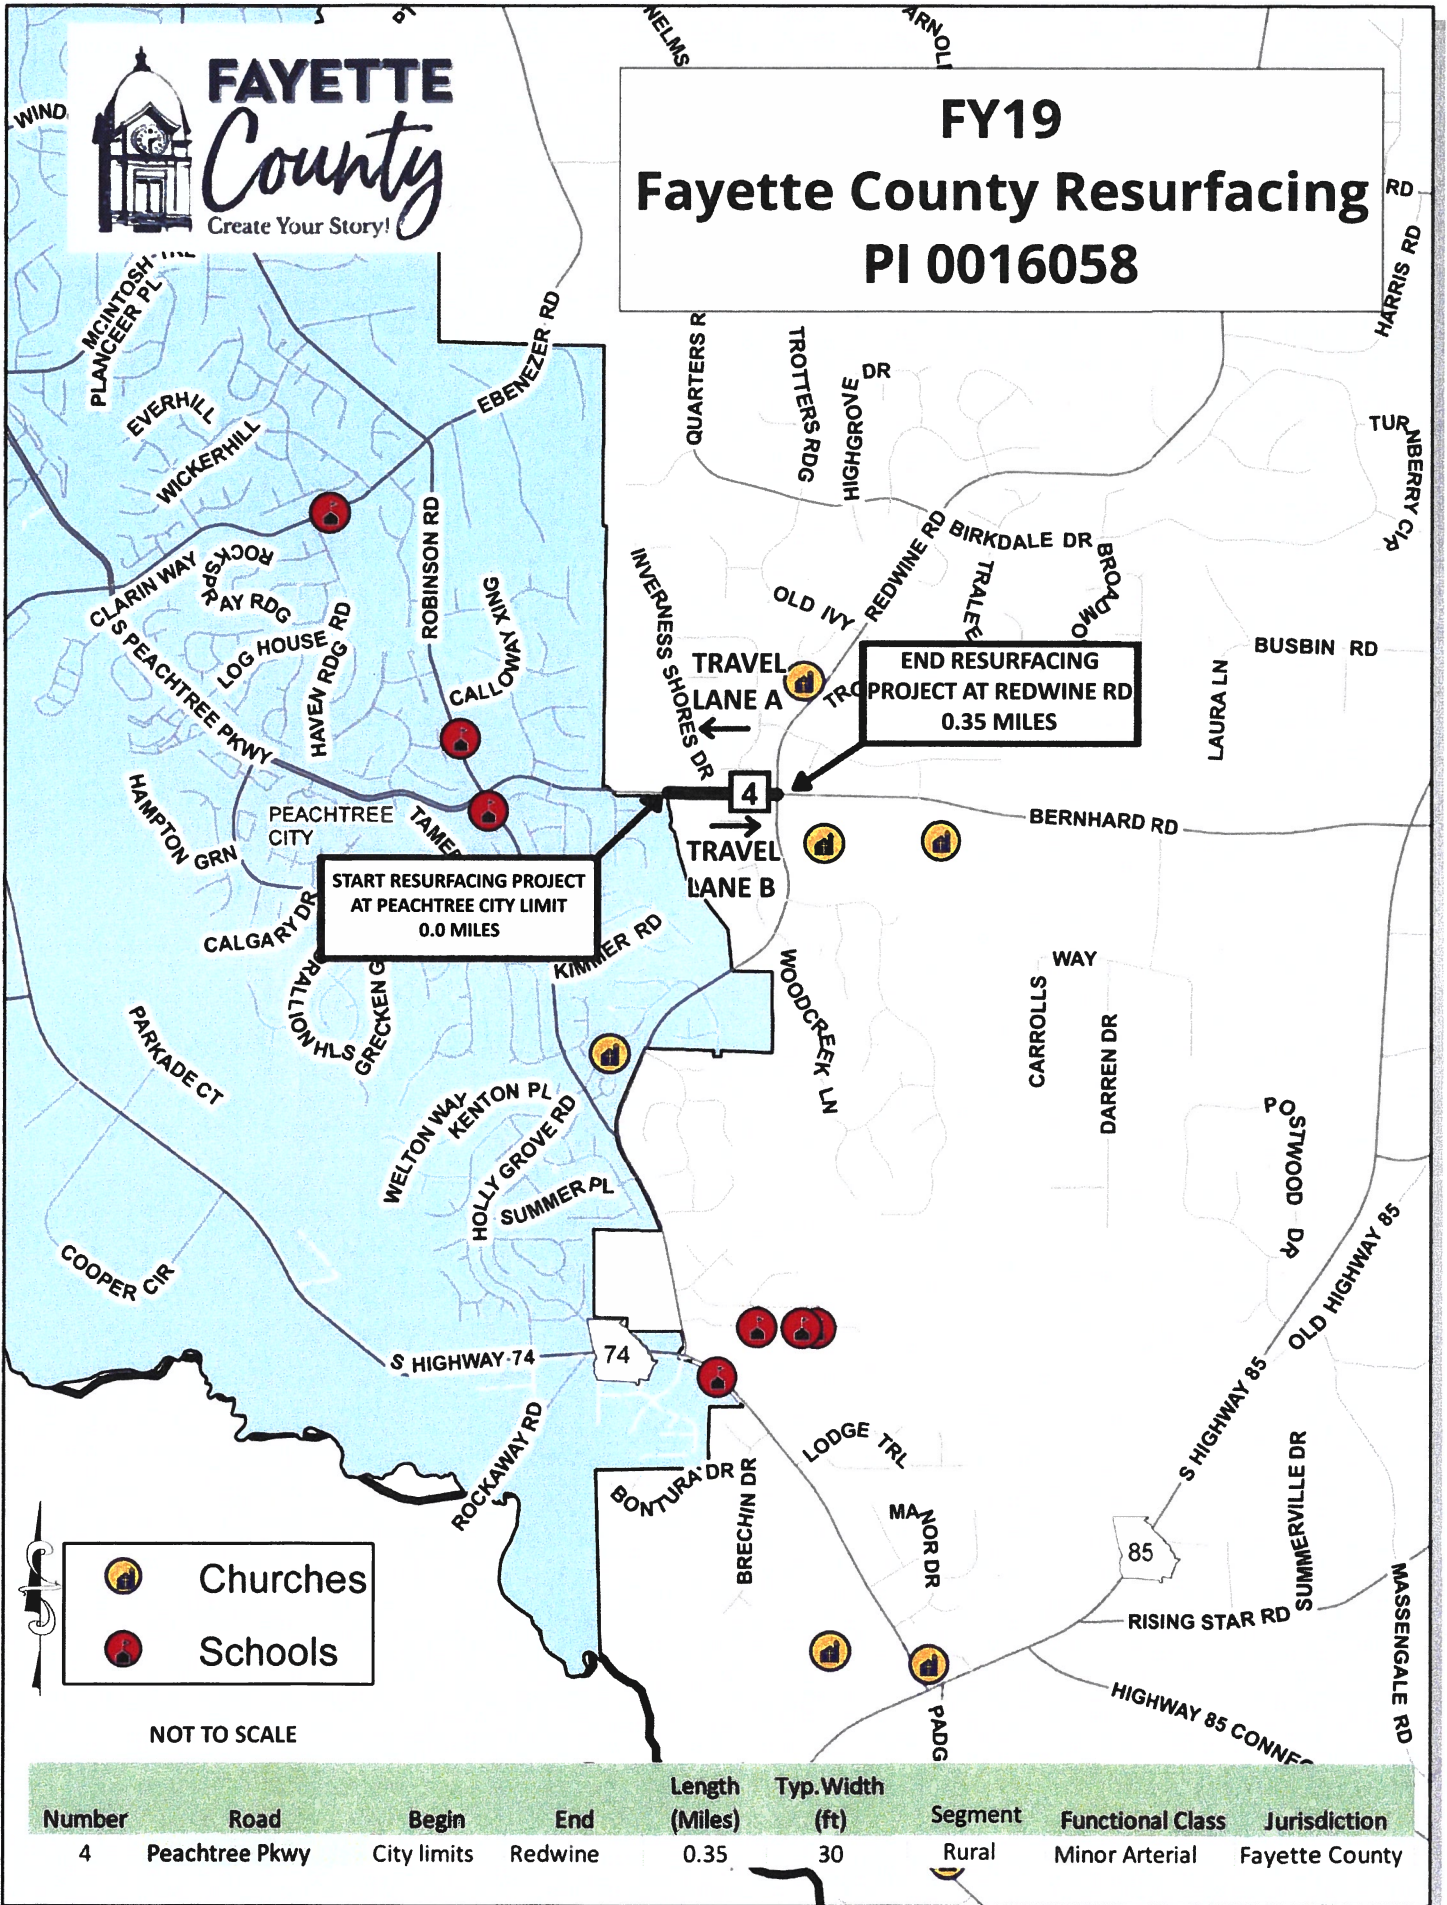 FAYETTE
County
Create Your Story!
FY19
Fayette County Resurfacing
PI 0016058
NELMS
WIND
RD
HARRIS RD
PLANCEER PL
EBENEZER RD
EVERHILL
WICKERHILL
TROTTERS RDG
HIGHGROVE DR
TURNBERRY CIR
ROBINSON RD
REDWINE RD
BIRKDALE DR
CLARIN WAY
ROCKSPRAY RDG
LOG HOUSE RD
HAVEN RDG
CALLOWAY XING
INVERNESS SHORES DR
OLD IVY
TRALEE
BUSBIN RD
LAURA LN
S PEACHTREE PKWY
TRAVEL
LANE A
END RESURFACING
PROJECT AT REDWINE RD
0.35 MILES
4
HAMPTON GRN
PEACHTREE
CITY
BERNHARD RD
TRAVEL
LANE B
START RESURFACING PROJECT
AT PEACHTREE CITY LIMIT
0.0 MILES
CALGARY DR
KIMMER RD
WOODCREEK LN
CARROLLS WAY
DARREN DR
PARKADE CT
WELTON WAY
KENTON PL
HOLLY GROVE RD
SUMMER PL
POSTWOOD DR
COOPER CIR
OLD HIGHWAY 85
S HIGHWAY 74
74
ROCKAWAY RD
S HIGHWAY 85
LODGE TRL
BONTURA DR
BRECHIN DR
MANOR DR
SUMMERVILLE DR
85
RISING STAR RD
MASSENGALE RD
HIGHWAY 85 CONNEC
PADG
Churches
Schools
NOT TO SCALE
Number Road Begin End Length (Miles) Typ.Width (ft) Segment Functional Class Jurisdiction
4 Peachtree Pkwy City limits Redwine 0.35 30 Rural Minor Arterial Fayette County